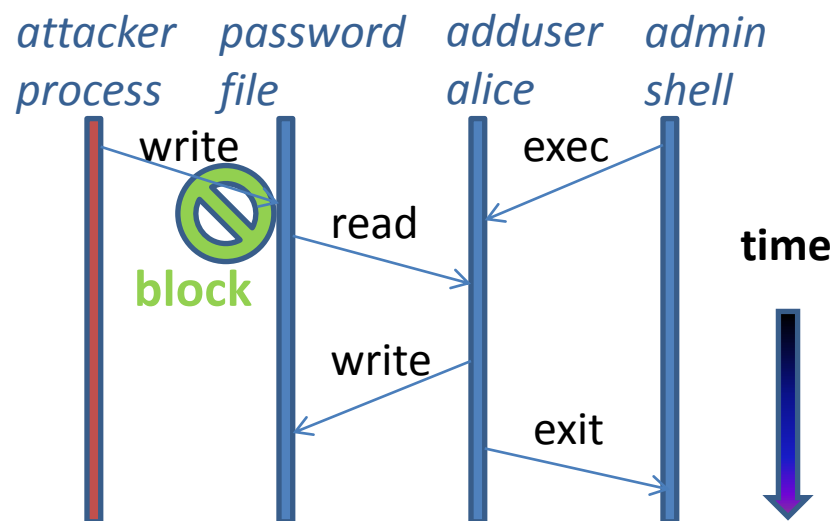 attacker password adduser admin
process file alice shell
write exec
read
time
block
write
exit